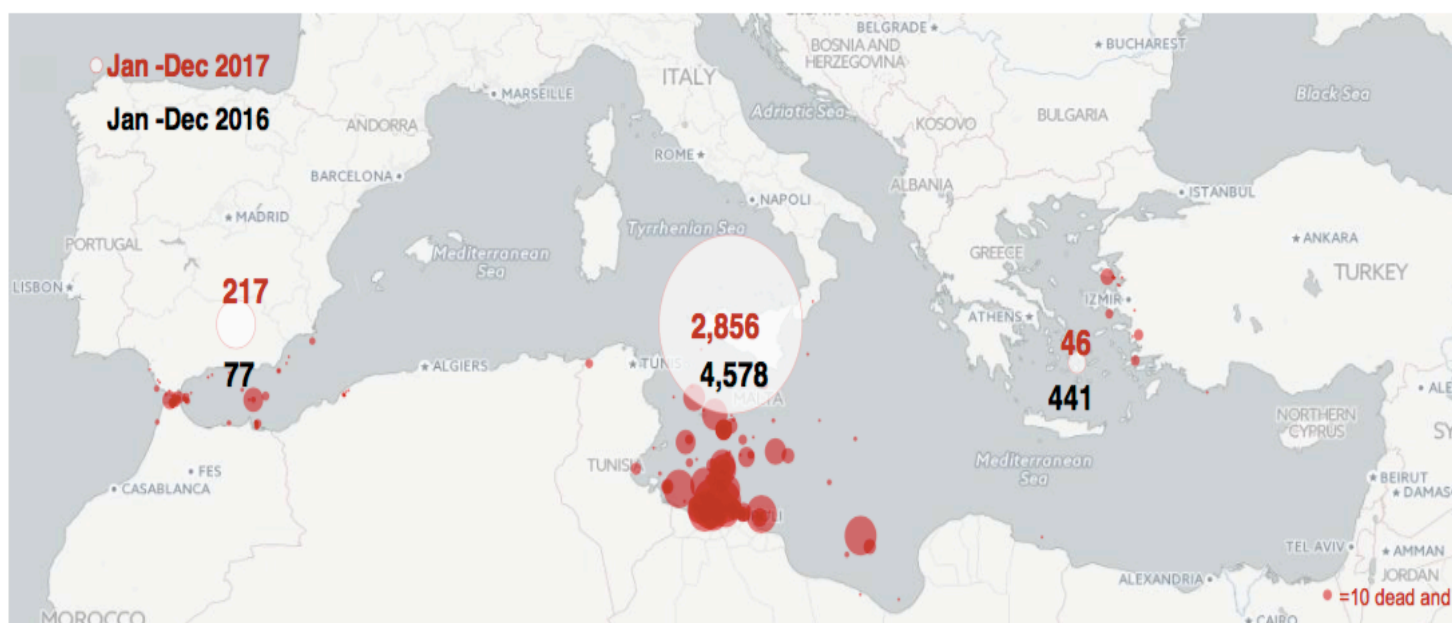 BELGRADE
BOSNIA AND
HERZEGOVINA
BUCHAREST
Jan -Dec 2017
ITALY
MARSEILLE
Black Sea
Adriatic Sea
Jan -Dec 2016
ANDORRA
KOSOVO
BULGARIA
ROME
BARCELONA
ALBANIA
ISTANBUL
NAPOLI
MADRID
Tyrrhenian Sea
PORTUGAL
Mediterranean
Sea
GREECE
ANKARA
TURKEY
LISBON
217
IZMIR
ATHENS
2,856
46
77
ALGIERS
TUNIS
4,578
441
MALTA
NORTHERN
CYPRUS
SY
TUNISIA
Mediterranean
Sea
FES
CASABLANCA
BEIRUT
DAMASC
TEL AVIV
AMMAN
ALEXANDRIA
JORDAN
=10 dead and
MOROCCO
CAIRO